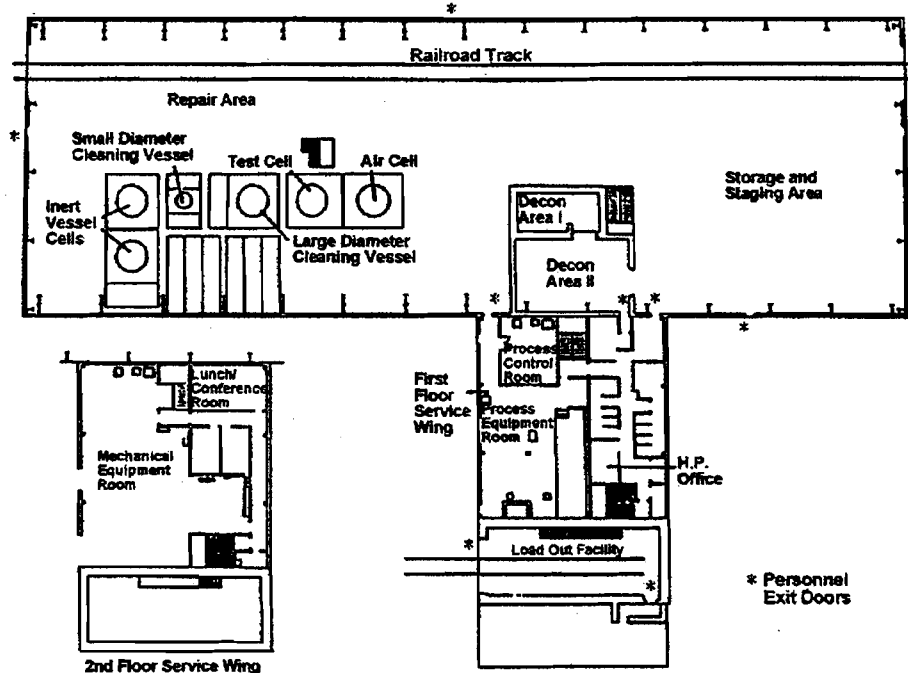 *
Railroad Track
Repair Area
*
Small Diameter
Cleaning Vessel
Test Cell
Air Cell
Storage and
Staging Area
Inert
Vessel
Cells
Large Diameter
Cleaning Vessel
Decon
Area I
Decon
Area II
*
*
*
*
Lunch/
Conference
Room
Mechanical
Equipment
Room
2nd Floor Service Wing
First
Floor
Service
Wing
Process
Control
Room
Process
Equipment
Room
H.P.
Office
*
Load Out Facility
*
* Personnel
Exit Doors